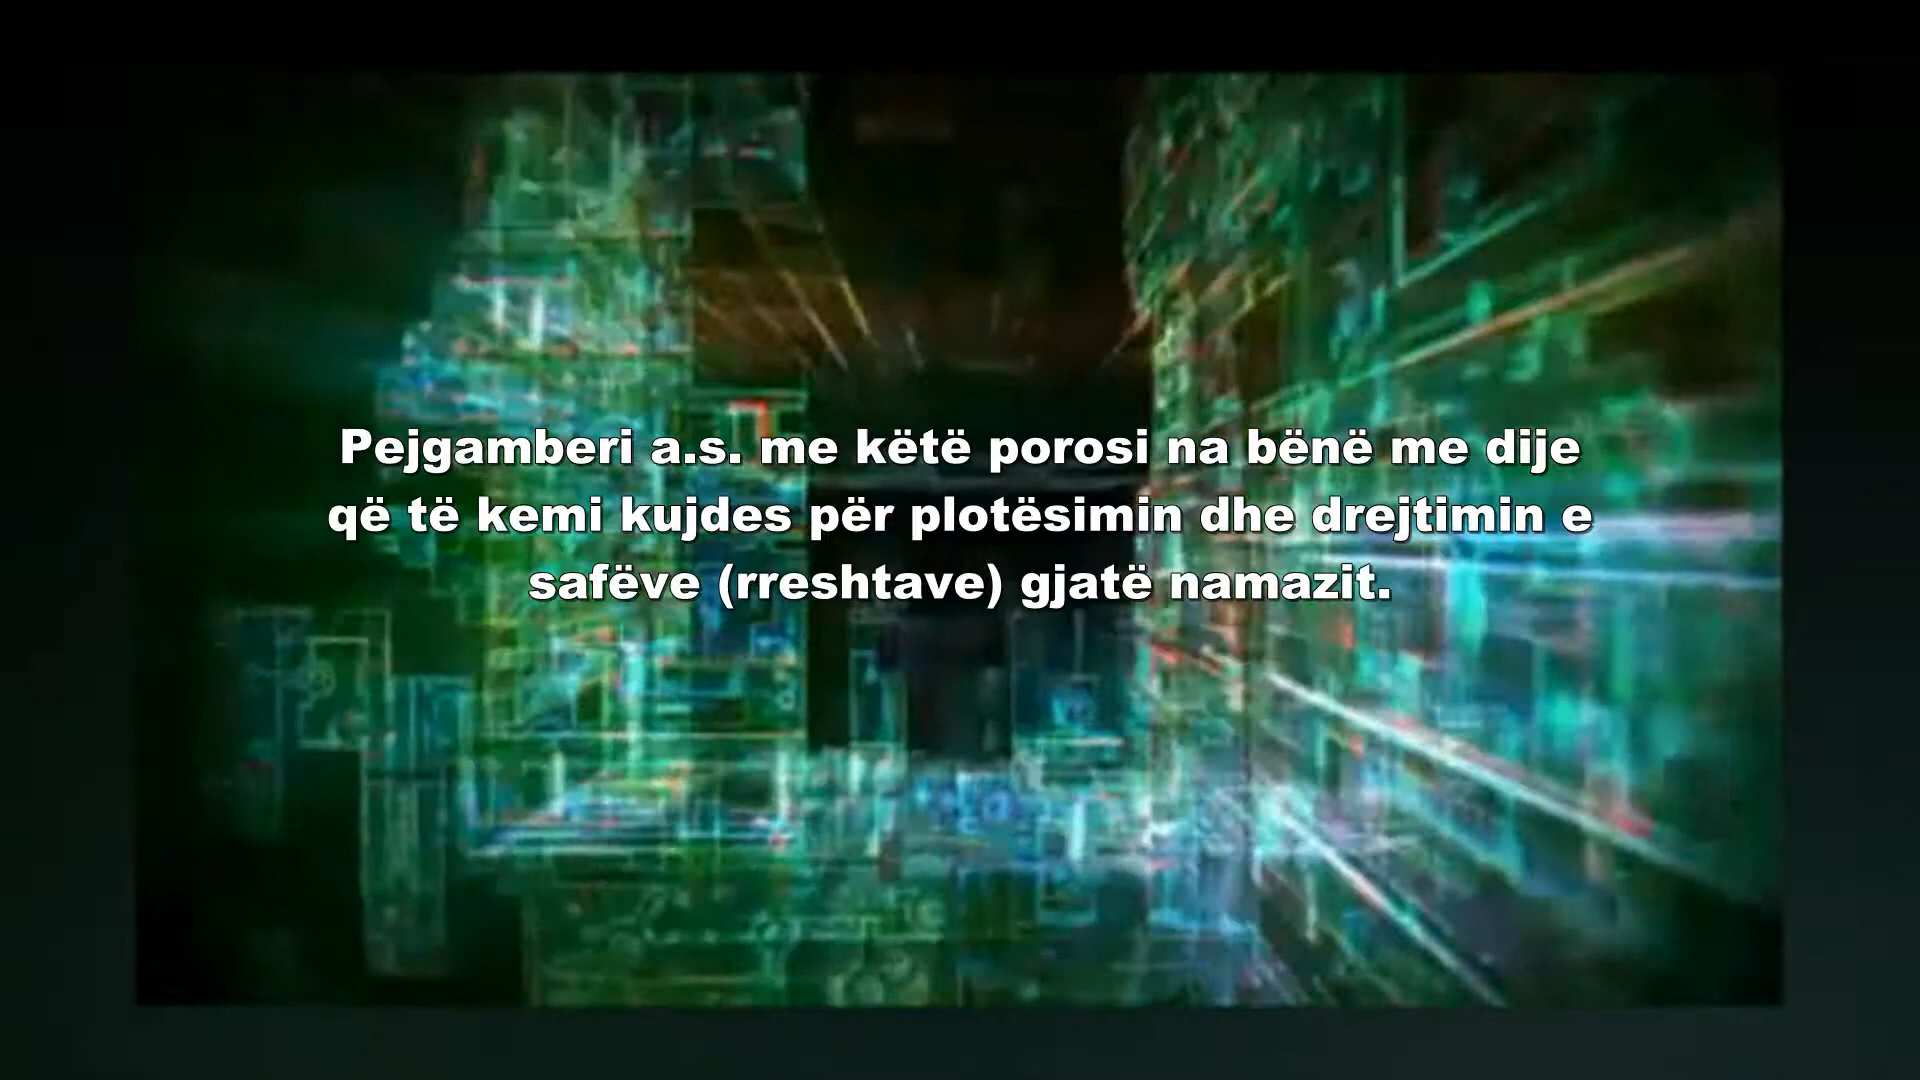 Pejgamberi a.s. me këtë porosi na bënë me dije
që të kemi kujdes për plotësimin dhe drejtimin e
safëve (rreshtave) gjatë namazit.